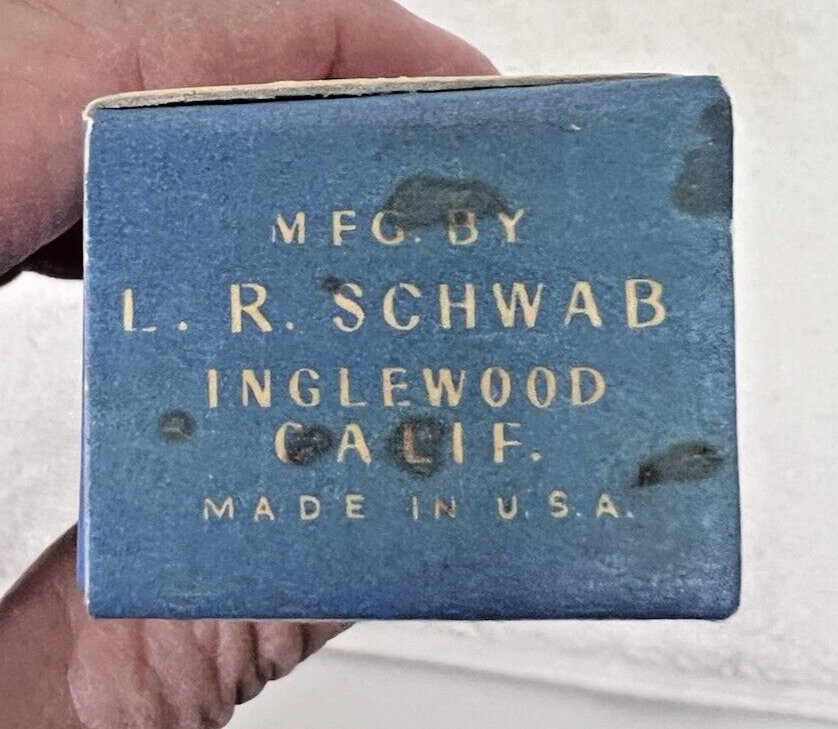 MFG. BY
L. R. SCHWAB
INGLEWOOD
CALIF.
MADE IN U.S.A.